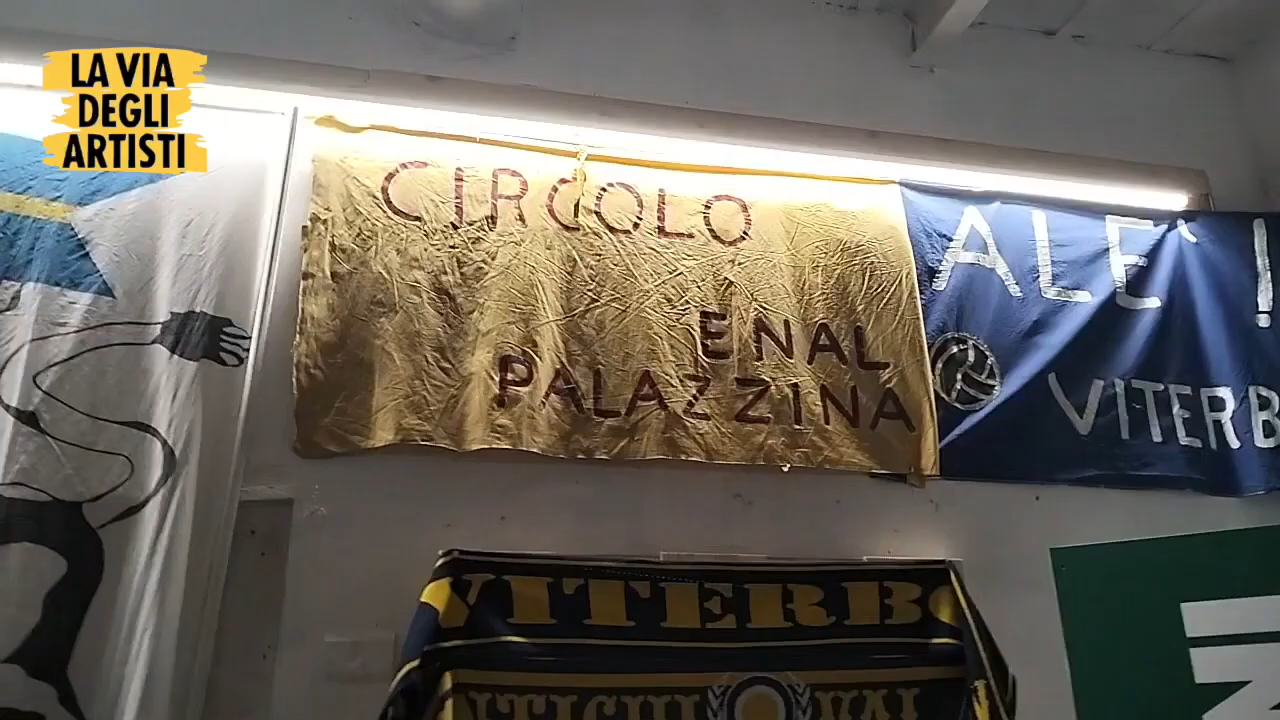 LA VIA
DEGLI
ARTISTI
CIRCOLO
ENAL
PALAZZINA
ALE' !
VITERB
VITERBO